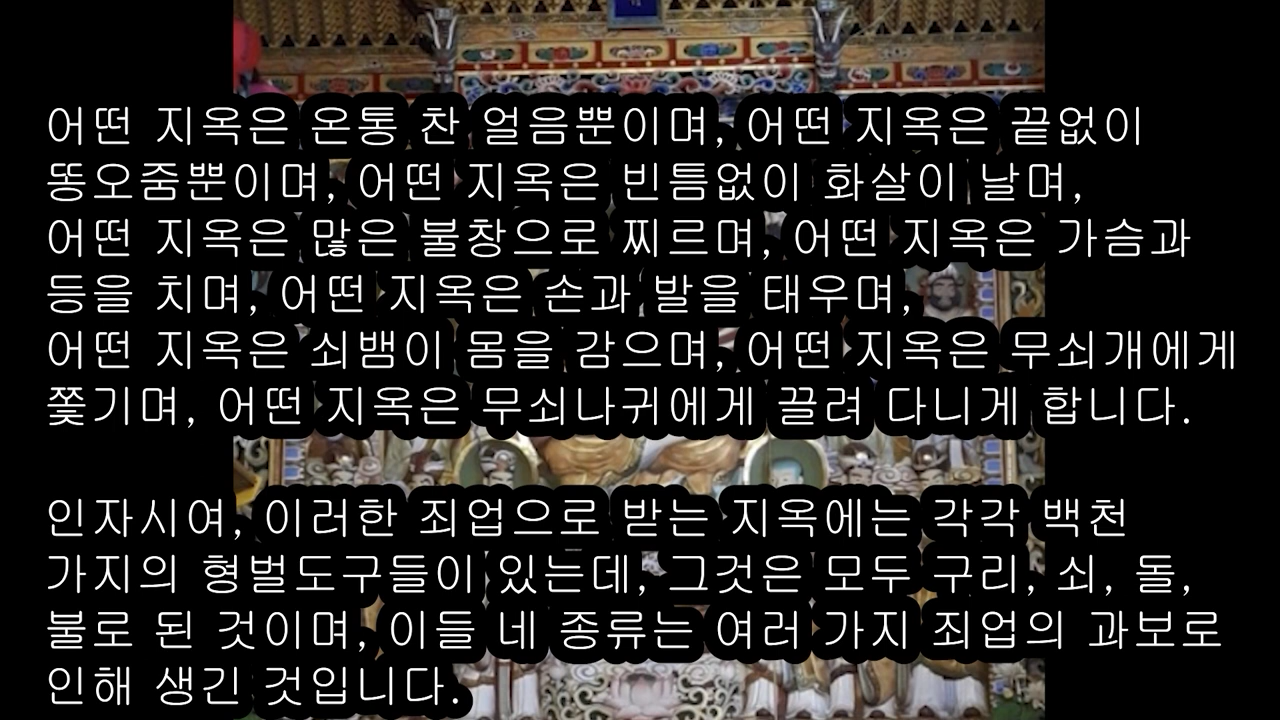 어떤 지옥은 온통 찬 얼음뿐이며, 어떤 지옥은 끝없이
똥오줌뿐이며, 어떤 지옥은 빈틈없이 화살이 날며,
어떤 지옥은 많은 불창으로 찌르며, 어떤 지옥은 가슴과
등을 치며, 어떤 지옥은 손과 발을 태우며,
어떤 지옥은 쇠뱀이 몸을 감으며, 어떤 지옥은 무쇠개에게
쫓기며, 어떤 지옥은 무쇠나귀에게 끌려 다니게 합니다.
인자시여, 이러한 죄업으로 받는 지옥에는 각각 백천
가지의 형벌도구들이 있는데, 그것은 모두 구리, 쇠, 돌,
불로 된 것이며, 이들 네 종류는 여러 가지 죄업의 과보로
인해 생긴 것입니다.